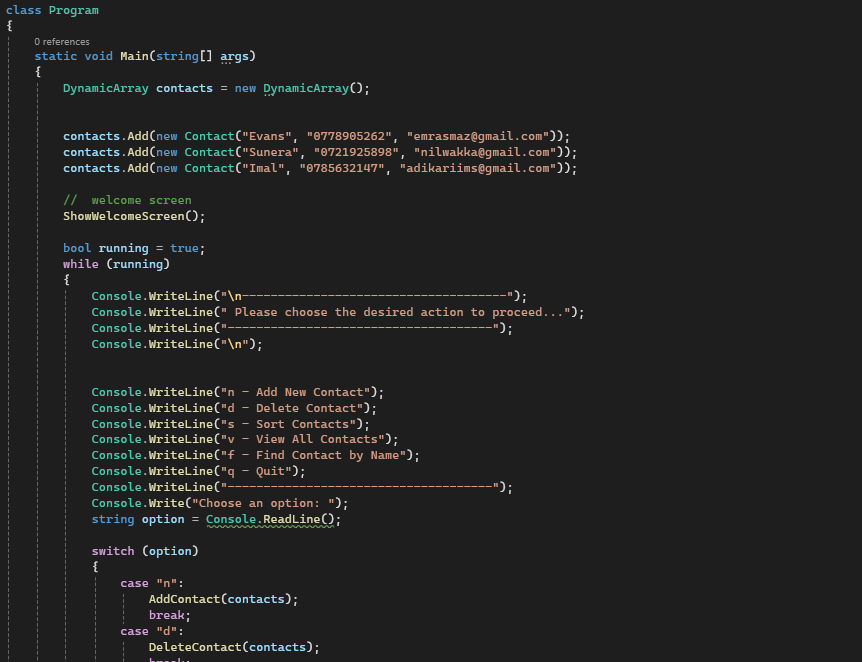 class Program
{
0 references
static void Main(string[] args)
{
DynamicArray contacts = new DynamicArray();
contacts.Add(new Contact("Evans", "0778905262", "emrasmaz@gmail.com"));
contacts.Add(new Contact("Sunera", "0721925898", "nilwakka@gmail.com"));
contacts.Add(new Contact("Imal", "0785632147", "adikariims@gmail.com"));
//  welcome screen
ShowWelcomeScreen();
bool running = true;
while (running)
{
Console.WriteLine("\n-------------------------------------");
Console.WriteLine(" Please choose the desired action to proceed...");
Console.WriteLine("-------------------------------------");
Console.WriteLine("\n");
Console.WriteLine("n - Add New Contact");
Console.WriteLine("d - Delete Contact");
Console.WriteLine("s - Sort Contacts");
Console.WriteLine("v - View All Contacts");
Console.WriteLine("f - Find Contact by Name");
Console.WriteLine("q - Quit");
Console.WriteLine("-------------------------------------");
Console.Write("Choose an option: ");
string option = Console.ReadLine();
switch (option)
{
case "n":
AddContact(contacts);
break;
case "d":
DeleteContact(contacts);
break;